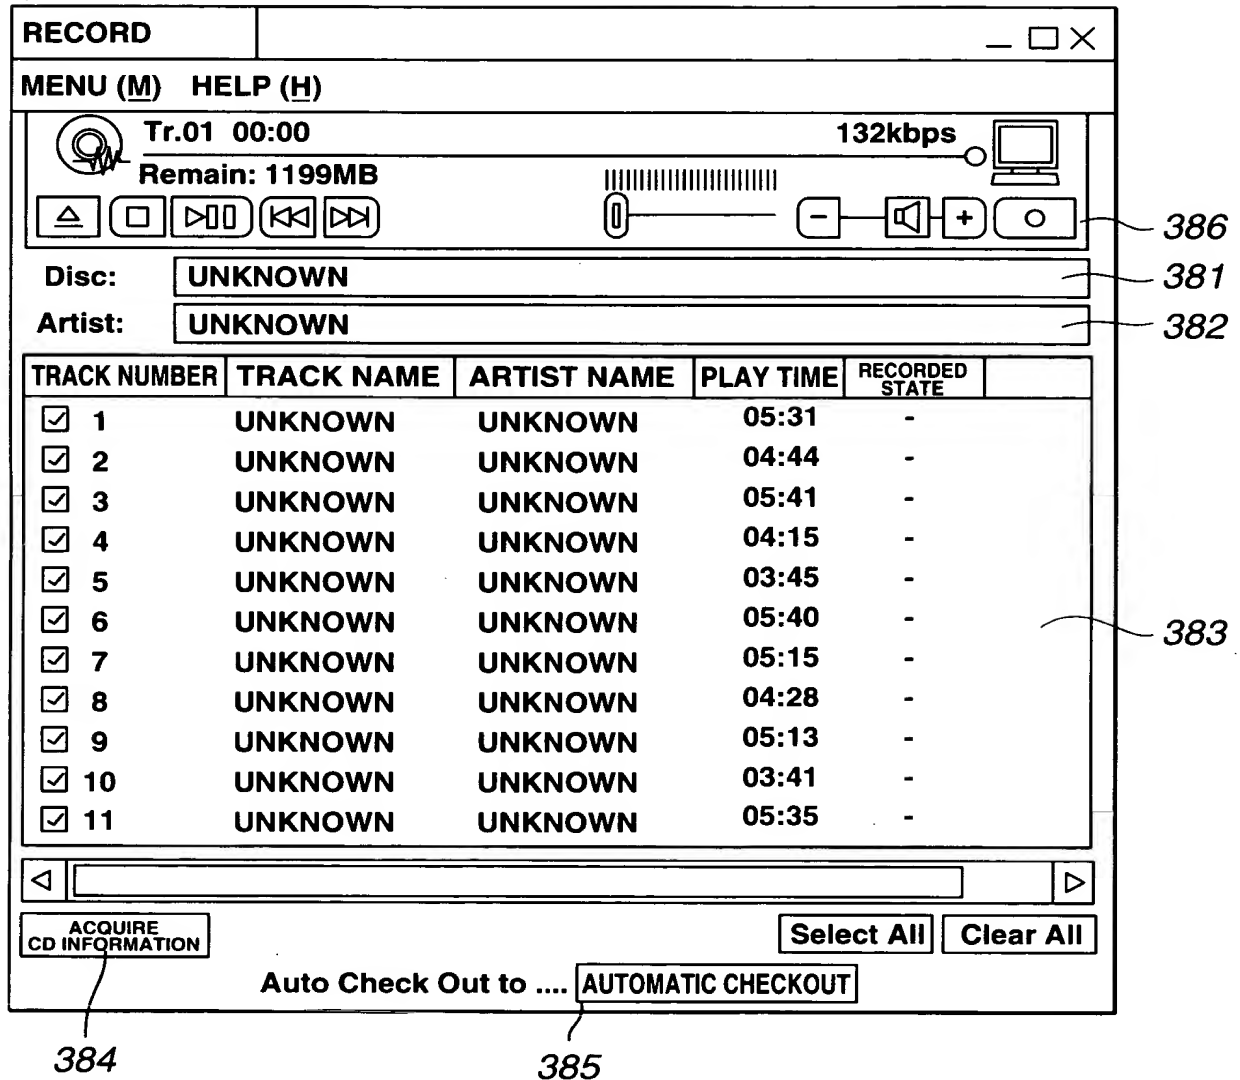 RECORD
MENU (M) HELP (H)
Tr.01 00:00 132kbps
Remain: 1199MB
386
Disc: UNKNOWN 381
Artist: UNKNOWN 382
TRACK NUMBER TRACK NAME ARTIST NAME PLAY TIME RECORDED STATE
1 UNKNOWN UNKNOWN 05:31 -
2 UNKNOWN UNKNOWN 04:44 -
3 UNKNOWN UNKNOWN 05:41 -
4 UNKNOWN UNKNOWN 04:15 -
5 UNKNOWN UNKNOWN 03:45 -
6 UNKNOWN UNKNOWN 05:40 -
383
7 UNKNOWN UNKNOWN 05:15 -
8 UNKNOWN UNKNOWN 04:28 -
9 UNKNOWN UNKNOWN 05:13 -
10 UNKNOWN UNKNOWN 03:41 -
11 UNKNOWN UNKNOWN 05:35 -
ACQUIRE
CD INFORMATION
Select All Clear All
Auto Check Out to .... AUTOMATIC CHECKOUT
384 385